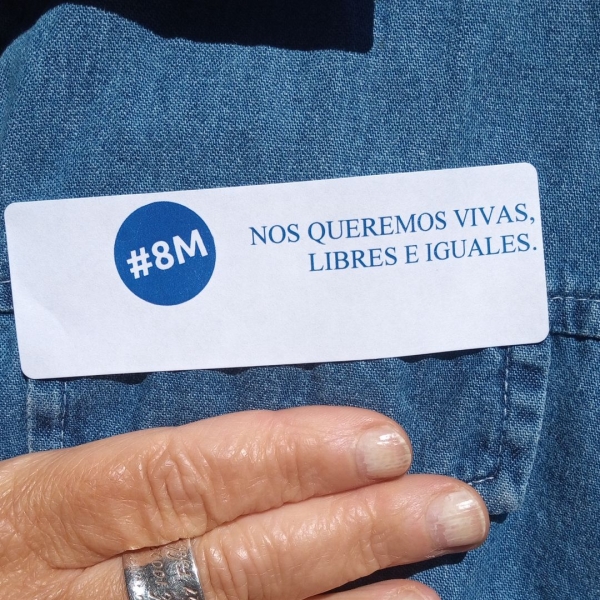 #8M
NOS QUEREMOS VIVAS,
LIBRES E IGUALES.